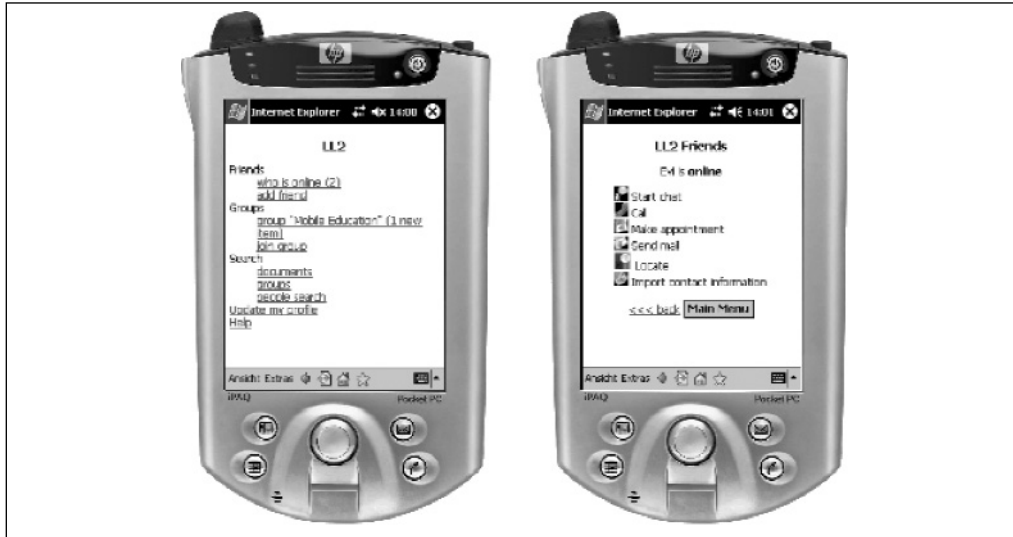 hp
Internet Explorer 14:00
LL2
Friends
who is online (2)
add friend
Groups
group "Mobile Education" (1 new
item)
join group
Search
documents
groups
people search
Update my profile
Help
Ansicht Extras
iPAQ Pocket PC
hp
Internet Explorer 14:01
LL2 Friends
Evi is online
Start chat
Call
Make appointment
Send mail
Locate
Import contact information
<<< back Main Menu
Ansicht Extras
iPAQ Pocket PC